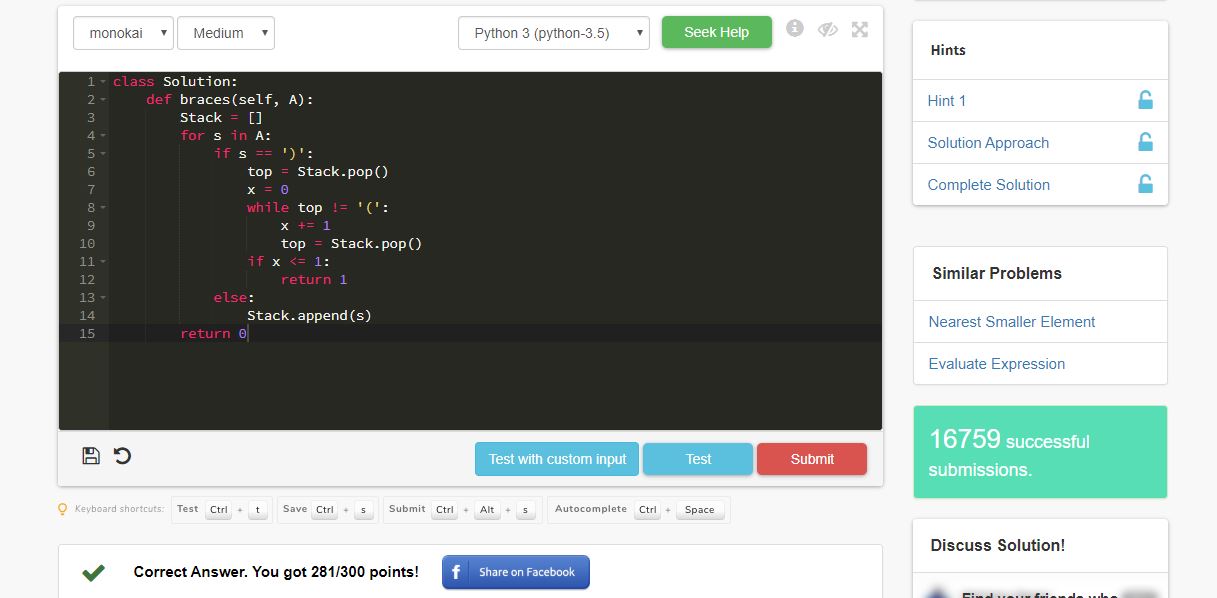 monokai
Medium
Python 3 (python-3.5)
Seek Help
1 class Solution:
2 def braces(self, A):
3 Stack = []
4 for s in A:
5 if s == ')':
6 top = Stack.pop()
7 x = 0
8 while top != '(':
9 x += 1
10 top = Stack.pop()
11 if x <= 1:
12 return 1
13 else:
14 Stack.append(s)
15 return 0
Test with custom input
Test
Submit
Keyboard shortcuts: Test Ctrl + t Save Ctrl + s Submit Ctrl + Alt + s Autocomplete Ctrl + Space
Correct Answer. You got 281/300 points!
f Share on Facebook
Hints
Hint 1
Solution Approach
Complete Solution
Similar Problems
Nearest Smaller Element
Evaluate Expression
16759 successful
submissions.
Discuss Solution!
Find your friends who